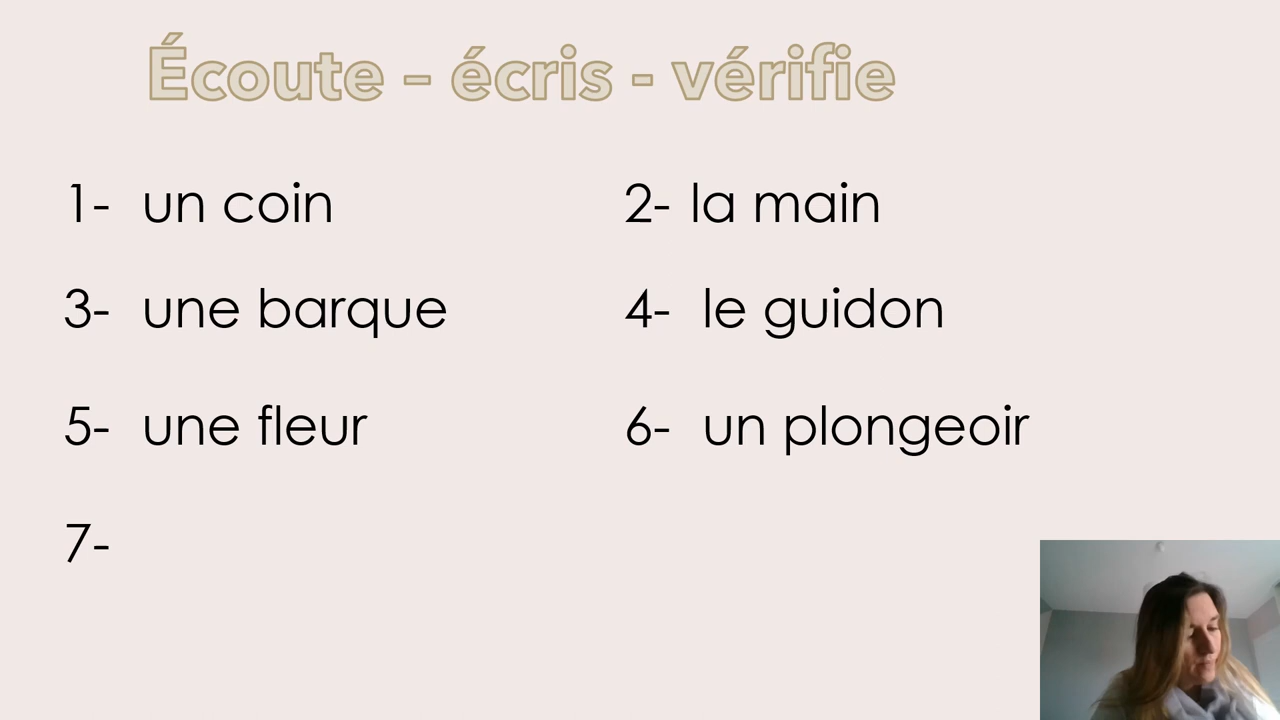 Écoute – écris - vérifie
1- un coin
2- la main
3- une barque
4- le guidon
5- une fleur
6- un plongeoir
7-